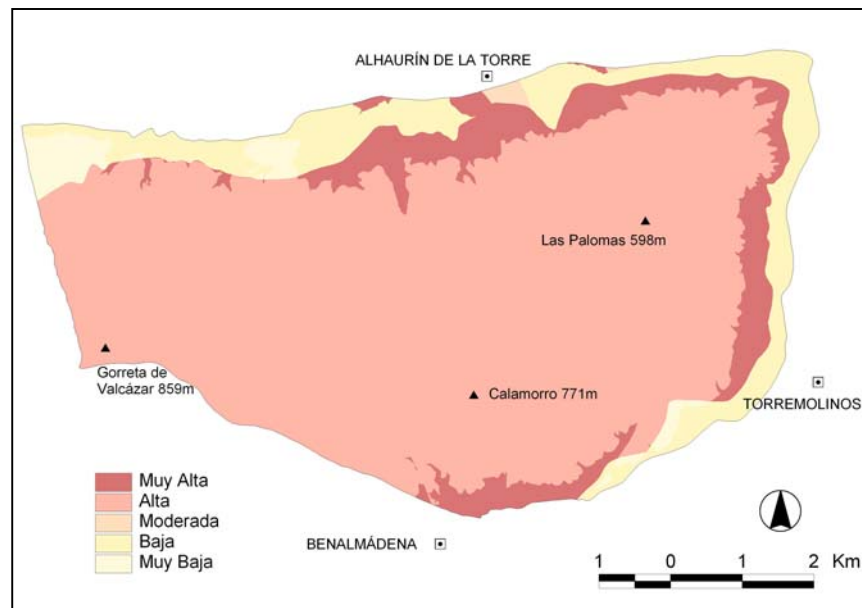 ALHAURÍN DE LA TORRE
Las Palomas 598m
Gorreta de
Valcázar 859m
Calamorro 771m
TORREMOLINOS
Muy Alta
Alta
Moderada
Baja
Muy Baja
BENALMÁDENA
1 0 1 2 Km